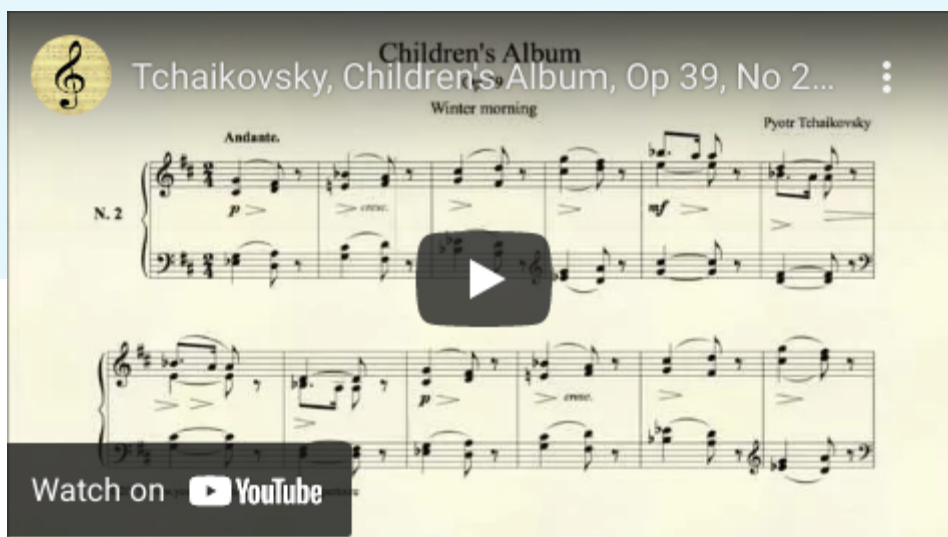 Children's Album
Tchaikovsky, Children's Album, Op 39, No 2...
Winter morning
Pyotr Tchaikovsky
Andante.
N. 2
p
cresc.
mf
p
cresc.
Watch on YouTube